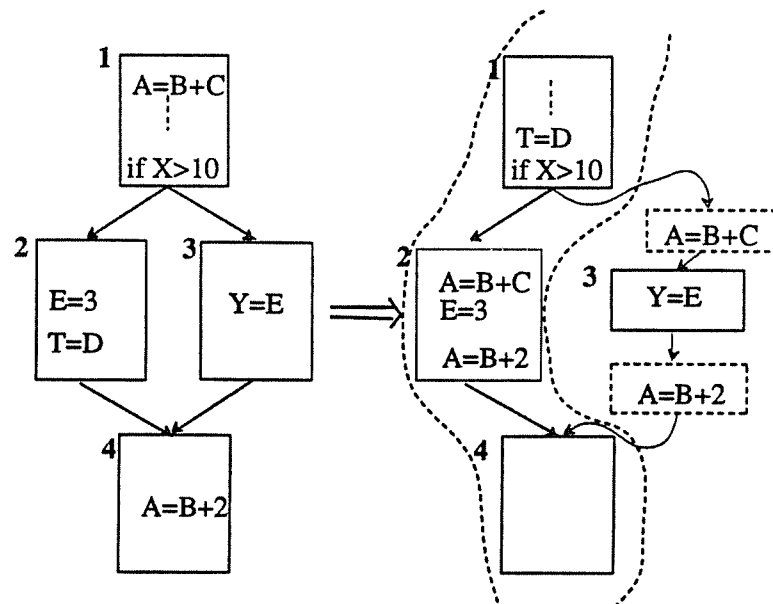 1
A=B+C
if X>10
2
E=3
T=D
3
Y=E
4
A=B+2
1
T=D
if X>10
A=B+C
2
A=B+C
E=3
A=B+2
3
Y=E
A=B+2
4